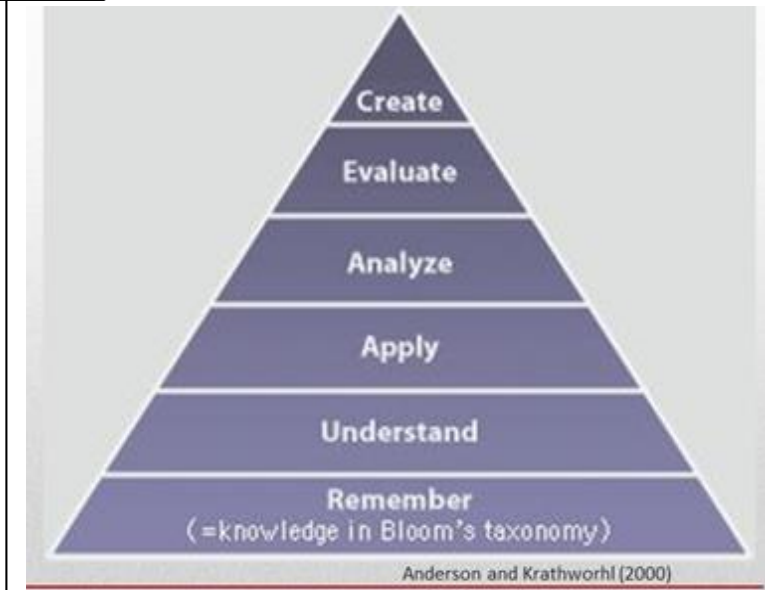 Create
Evaluate
Analyze
Apply
Understand
Remember
(=knowledge in Bloom's taxonomy)
Anderson and Krathworhl (2000)